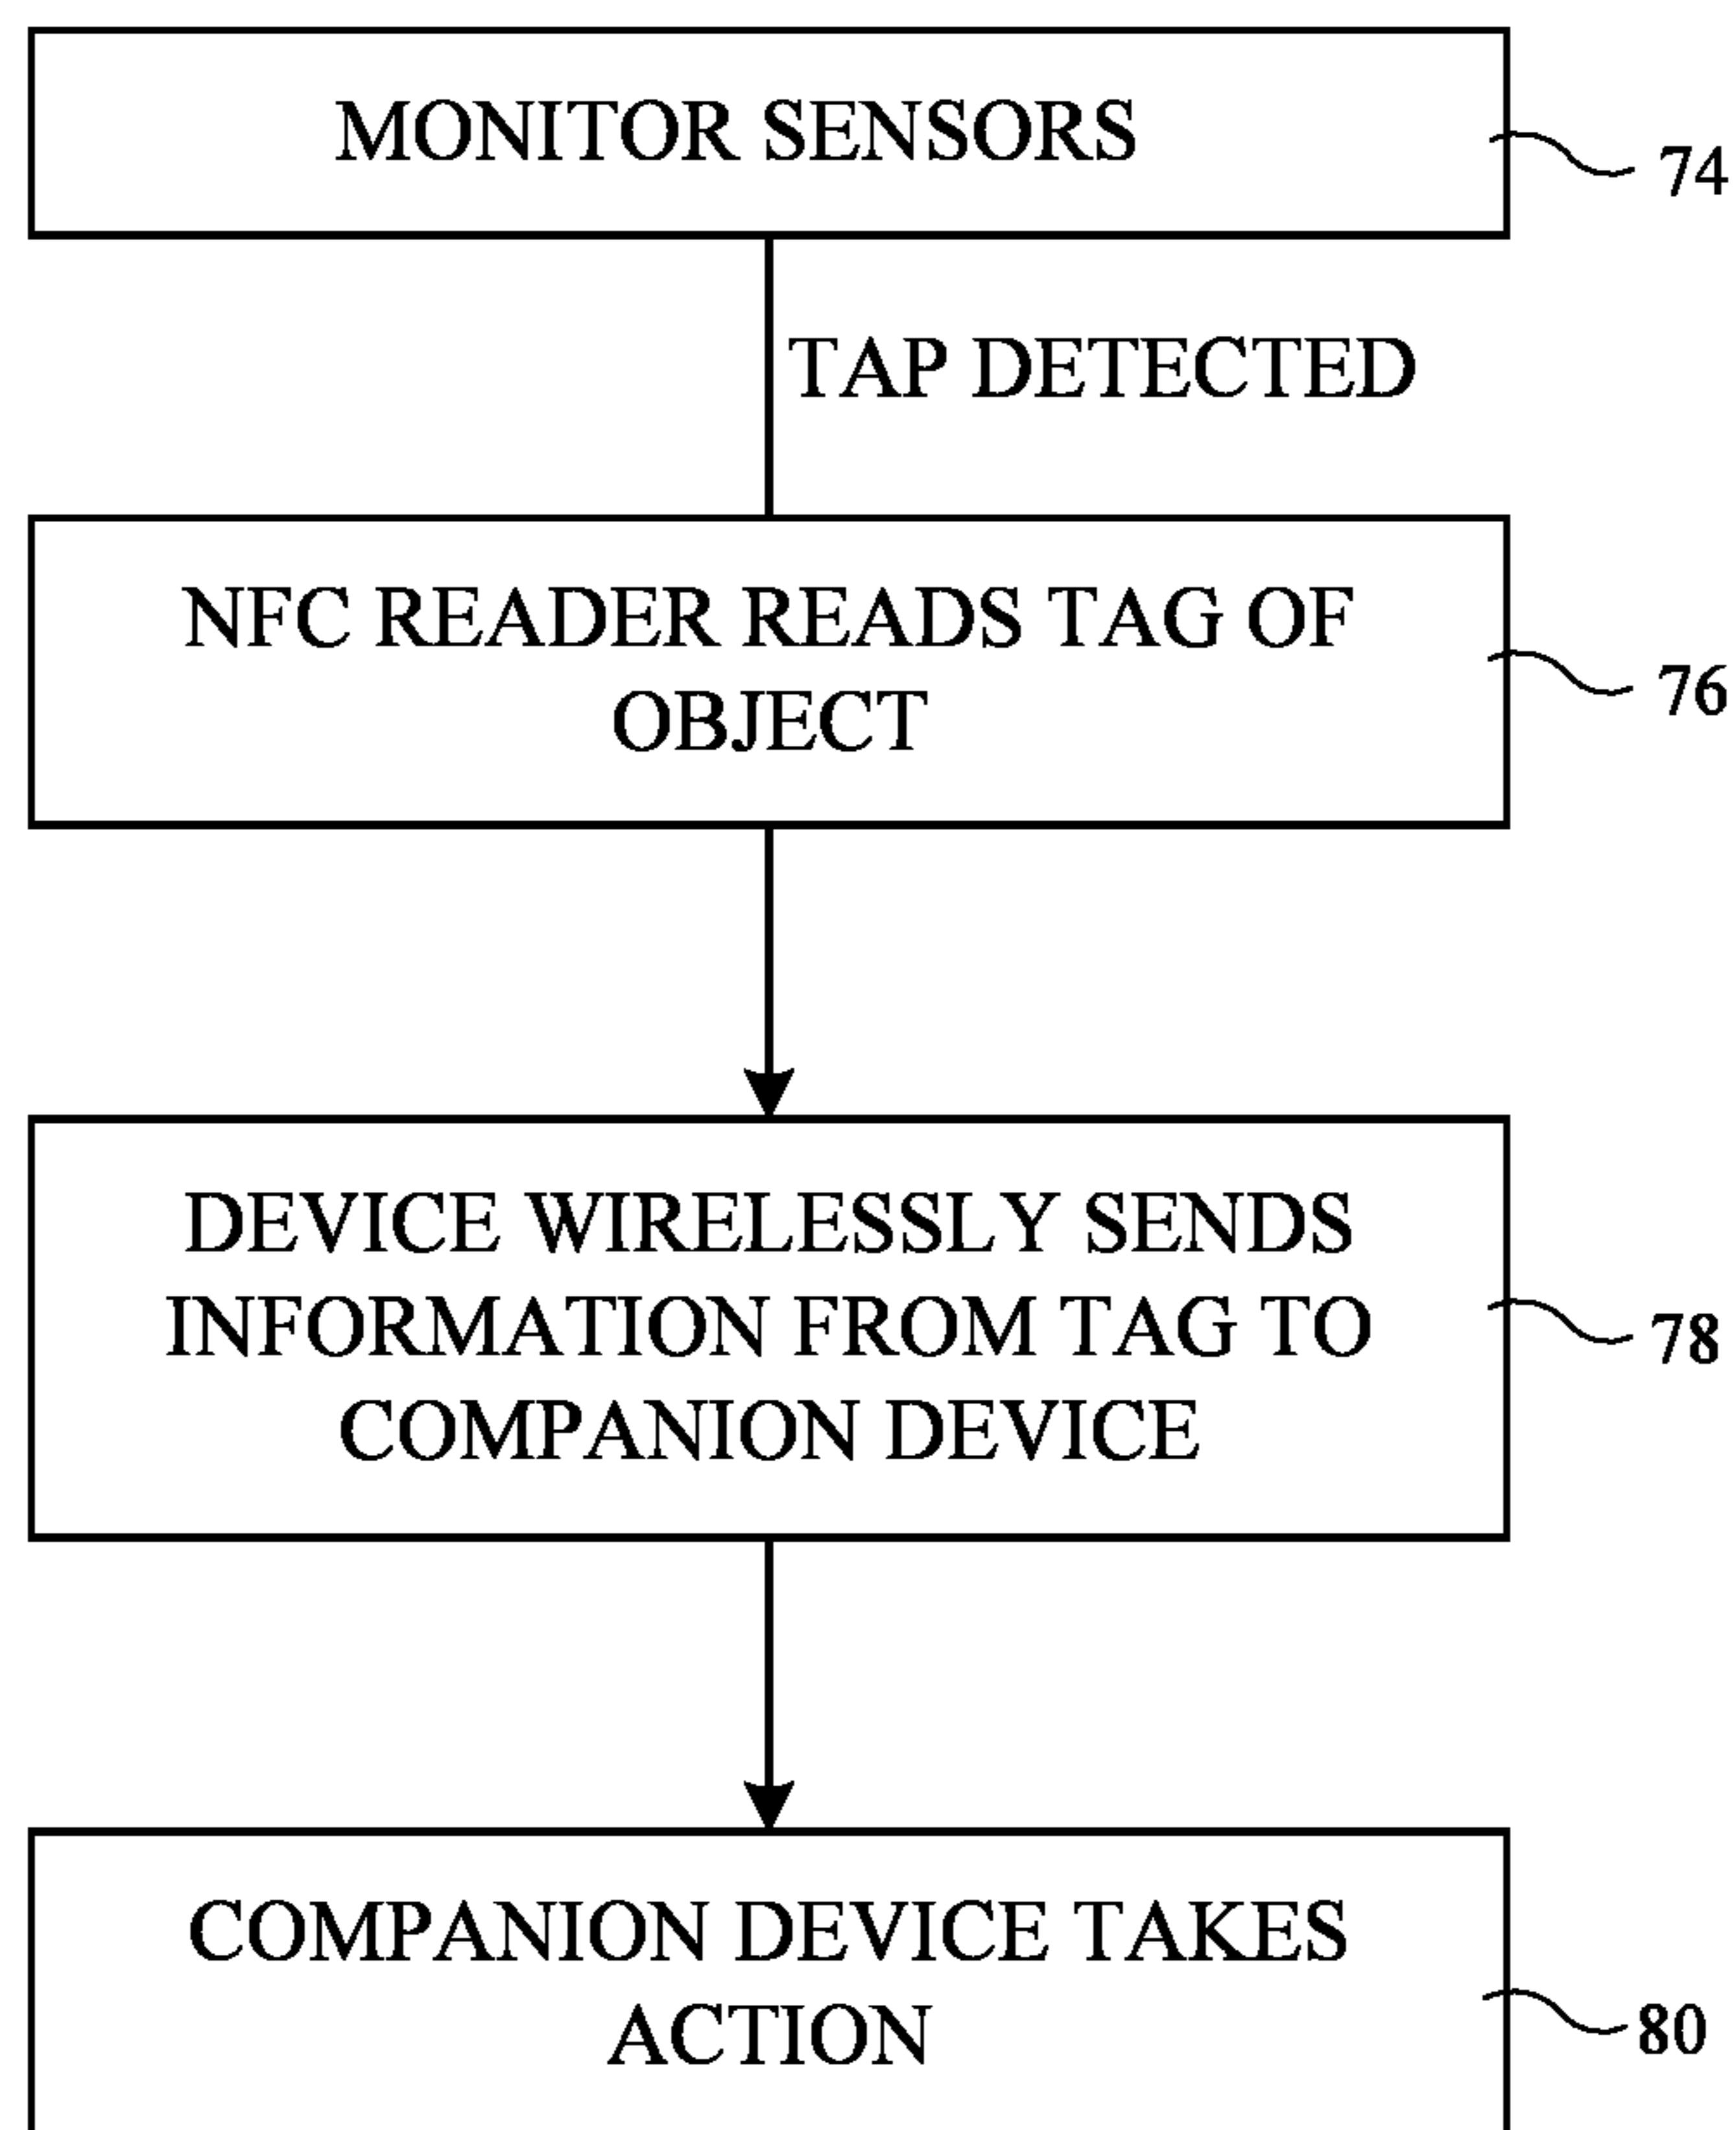 MONITOR SENSORS
74
TAP DETECTED
NFC READER READS TAG OF
OBJECT
76
DEVICE WIRELESSLY SENDS
INFORMATION FROM TAG TO
COMPANION DEVICE
78
COMPANION DEVICE TAKES
ACTION
80